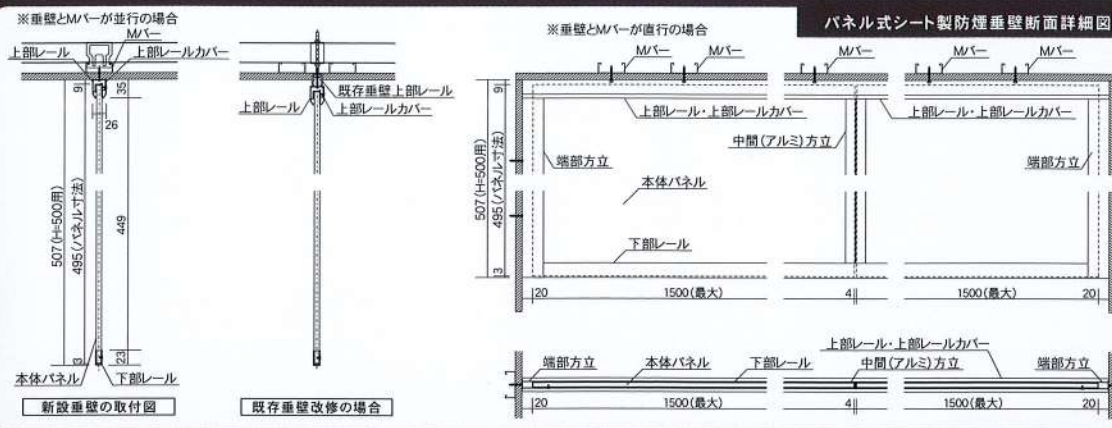 パネル式シート製防煙垂壁断面詳細図
※垂壁とMバーが並行の場合
Mバー
上部レール
上部レールカバー
9
35
26
507(H=500用)
495(パネル寸法)
449
3
23
本体パネル
下部レール
新設垂壁の取付図
既存垂壁上部レール
上部レール
上部レールカバー
既存垂壁改修の場合
※垂壁とMバーが直行の場合
Mバー
Mバー
Mバー
Mバー
Mバー
9
上部レール・上部レールカバー
上部レール・上部レールカバー
中間(アルミ)方立
端部方立
端部方立
本体パネル
507(H=500用)
495(パネル寸法)
下部レール
3
20
1500(最大)
4
1500(最大)
20
上部レール・上部レールカバー
端部方立
本体パネル
下部レール
中間(アルミ)方立
端部方立
20
1500(最大)
4
1500(最大)
20